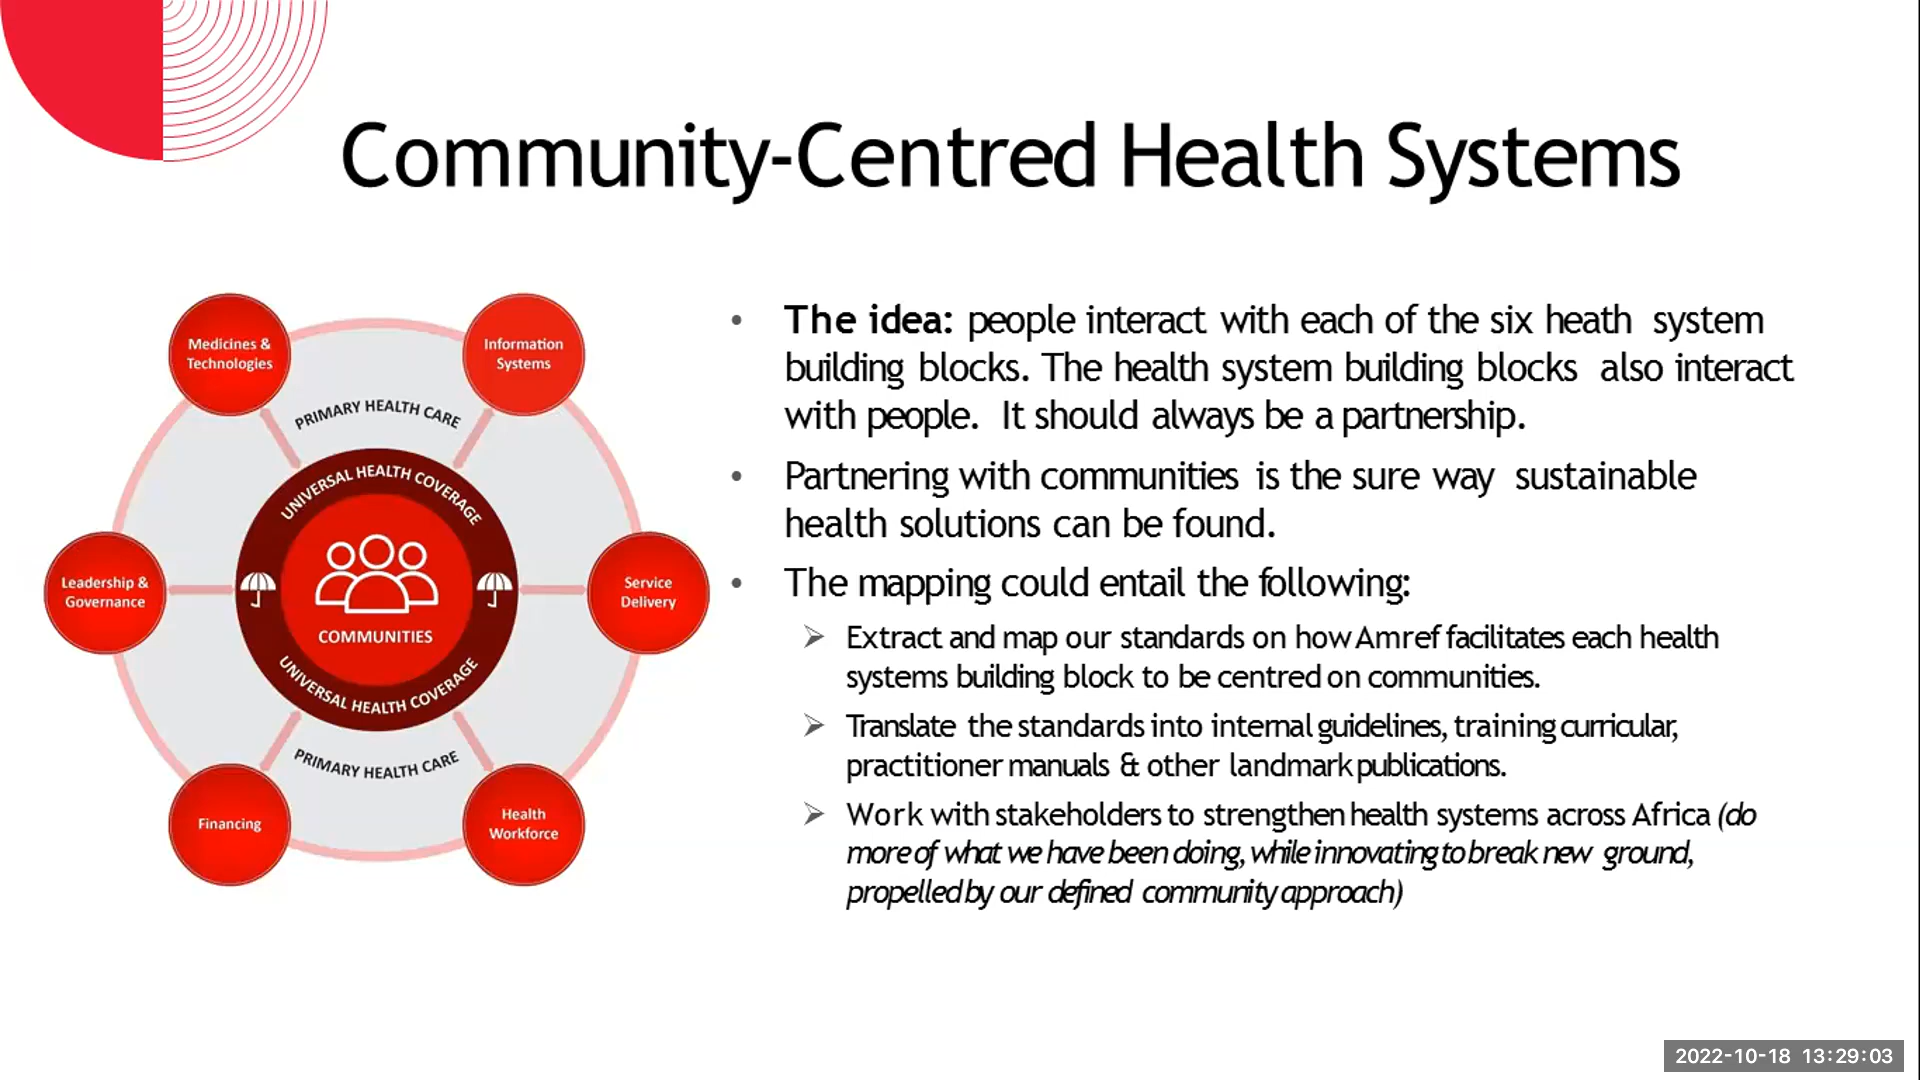 Community-Centred Health Systems
Medicines &
Technologies
Information
Systems
PRIMARY HEALTH CARE
UNIVERSAL HEALTH COVERAGE
Leadership &
Governance
COMMUNITIES
Service
Delivery
UNIVERSAL HEALTH COVERAGE
PRIMARY HEALTH CARE
Financing
Health
Workforce
• The idea: people interact with each of the six heath system
building blocks. The health system building blocks also interact
with people. It should always be a partnership.
• Partnering with communities is the sure way sustainable
health solutions can be found.
• The mapping could entail the following:
➢ Extract and map our standards on how Amref facilitates each health
systems building block to be centred on communities.
➢ Translate the standards into internal guidelines, training curricular,
practitioner manuals & other landmark publications.
➢ Work with stakeholders to strengthen health systems across Africa (do
more of what we have been doing, while innovating to break new ground,
propelled by our defined community approach)
2022-10-18 13:29:03